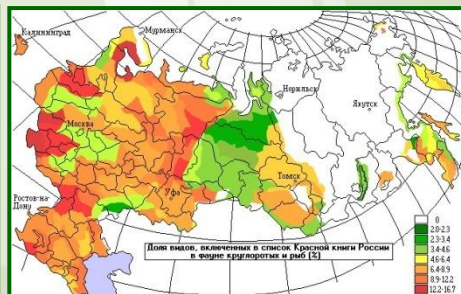 Калининград
Мурманск
Норильск
Якутск
Москва
Томск
Уфа
Ростов-на-
Дону
Доля видов, включенных в список Красной книги России
в фауне круглоротых и рыб (%)
0
2.0-2.3
2.3-3.4
3.4-4.6
4.6-6.4
6.4-8.9
8.9-12.2
12.2-16.7